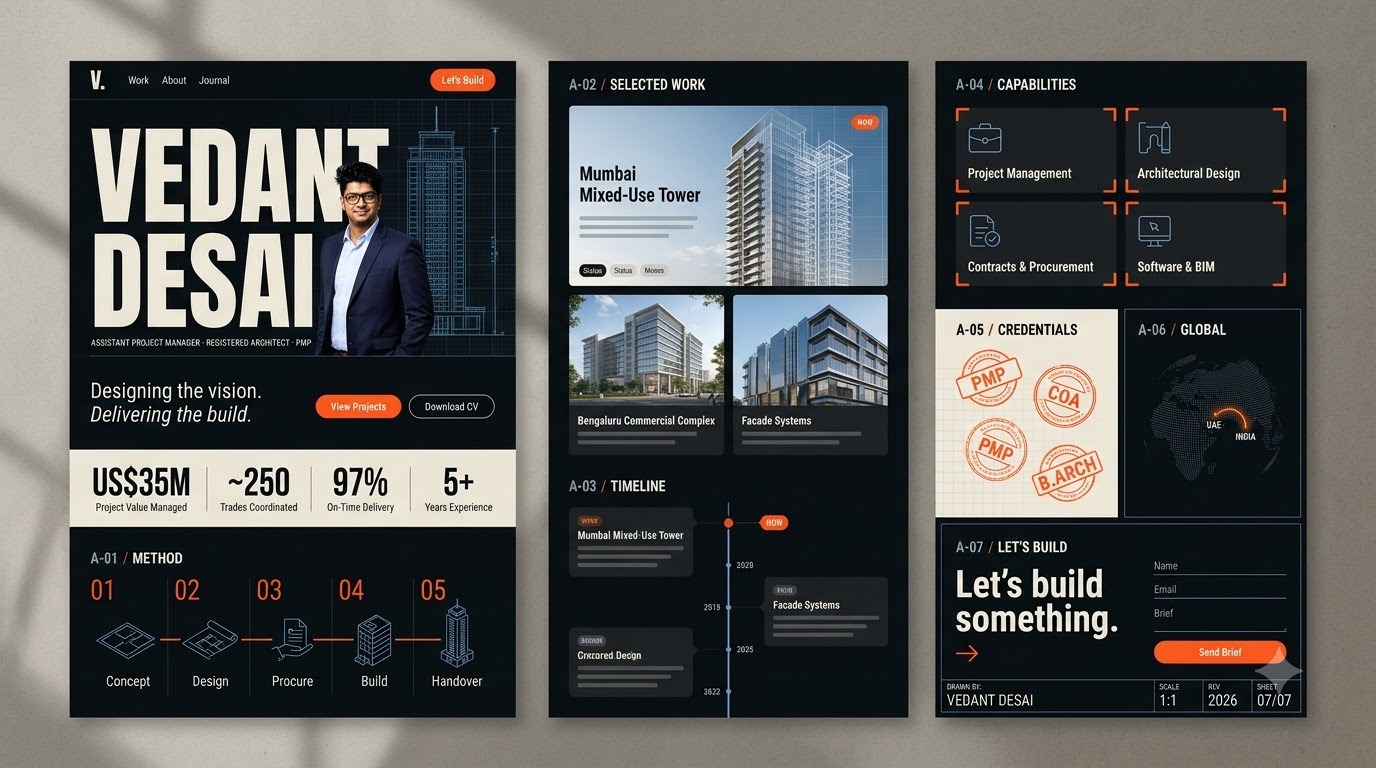 V.
Work About Journal
Let's Build
VEDANT
DESAI
ASSISTANT PROJECT MANAGER · REGISTERED ARCHITECT · PMP
Designing the vision.
Delivering the build.
View Projects
Download CV
US$35M
Project Value Managed
~250
Trades Coordinated
97%
On-Time Delivery
5+
Years Experience
A-01 / METHOD
01 02 03 04 05
Concept Design Procure Build Handover
A-02 / SELECTED WORK
Mumbai
Mixed-Use Tower
Status Moses
Bengaluru Commercial Complex
Facade Systems
A-03 / TIMELINE
Mumbal Mixed-Use Tower
BOW
2029
2919
Facade Systems
2025
3622
A-04 / CAPABILITIES
Project Management
Architectural Design
Contracts & Procurement
Software & BIM
A-05 / CREDENTIALS
PMP
COA
PMP
B.ARCH
A-06 / GLOBAL
UAE
INDIA
A-07 / LET'S BUILD
Let's build
something.
Name
Email
Brief
Send Brief
DRAWN BY:
VEDANT DESAI
SCALE
1:1
REV
2026
SHEET
07/07